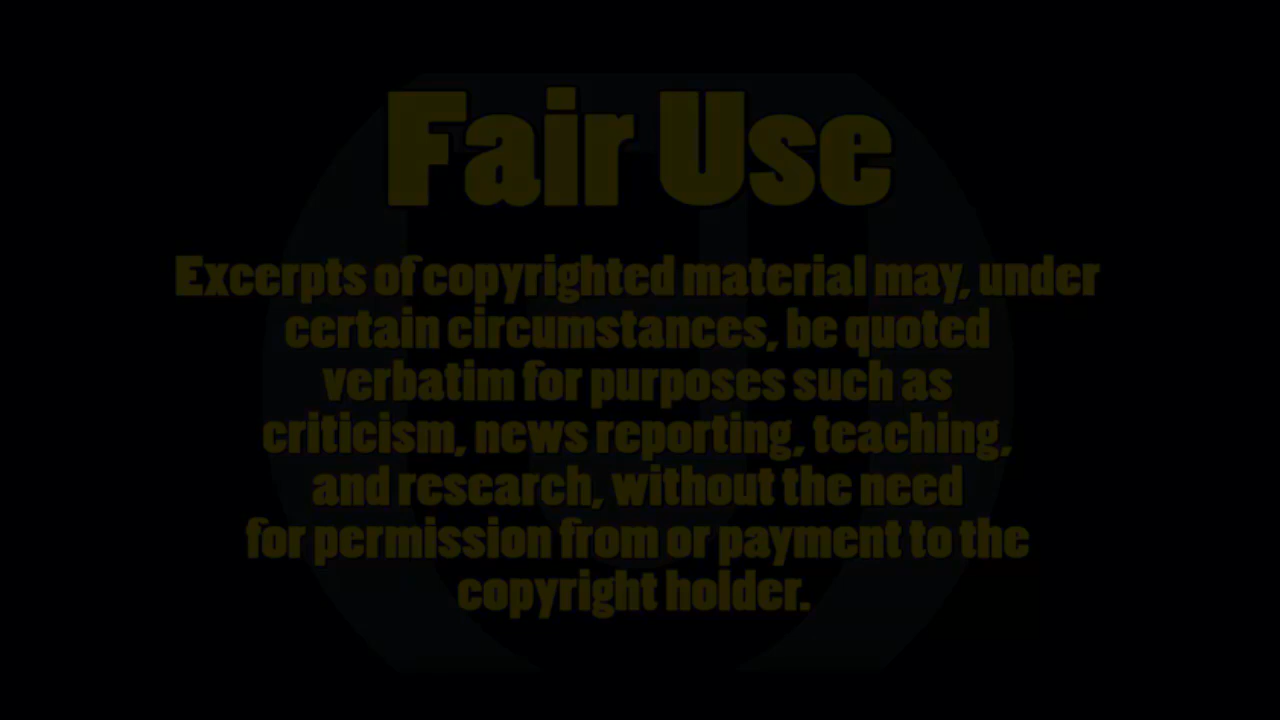 Fair Use
Excerpts of copyrighted material may, under
certain circumstances, be quoted
verbatim for purposes such as
criticism, news reporting, teaching,
and research, without the need
for permission from or payment to the
copyright holder.